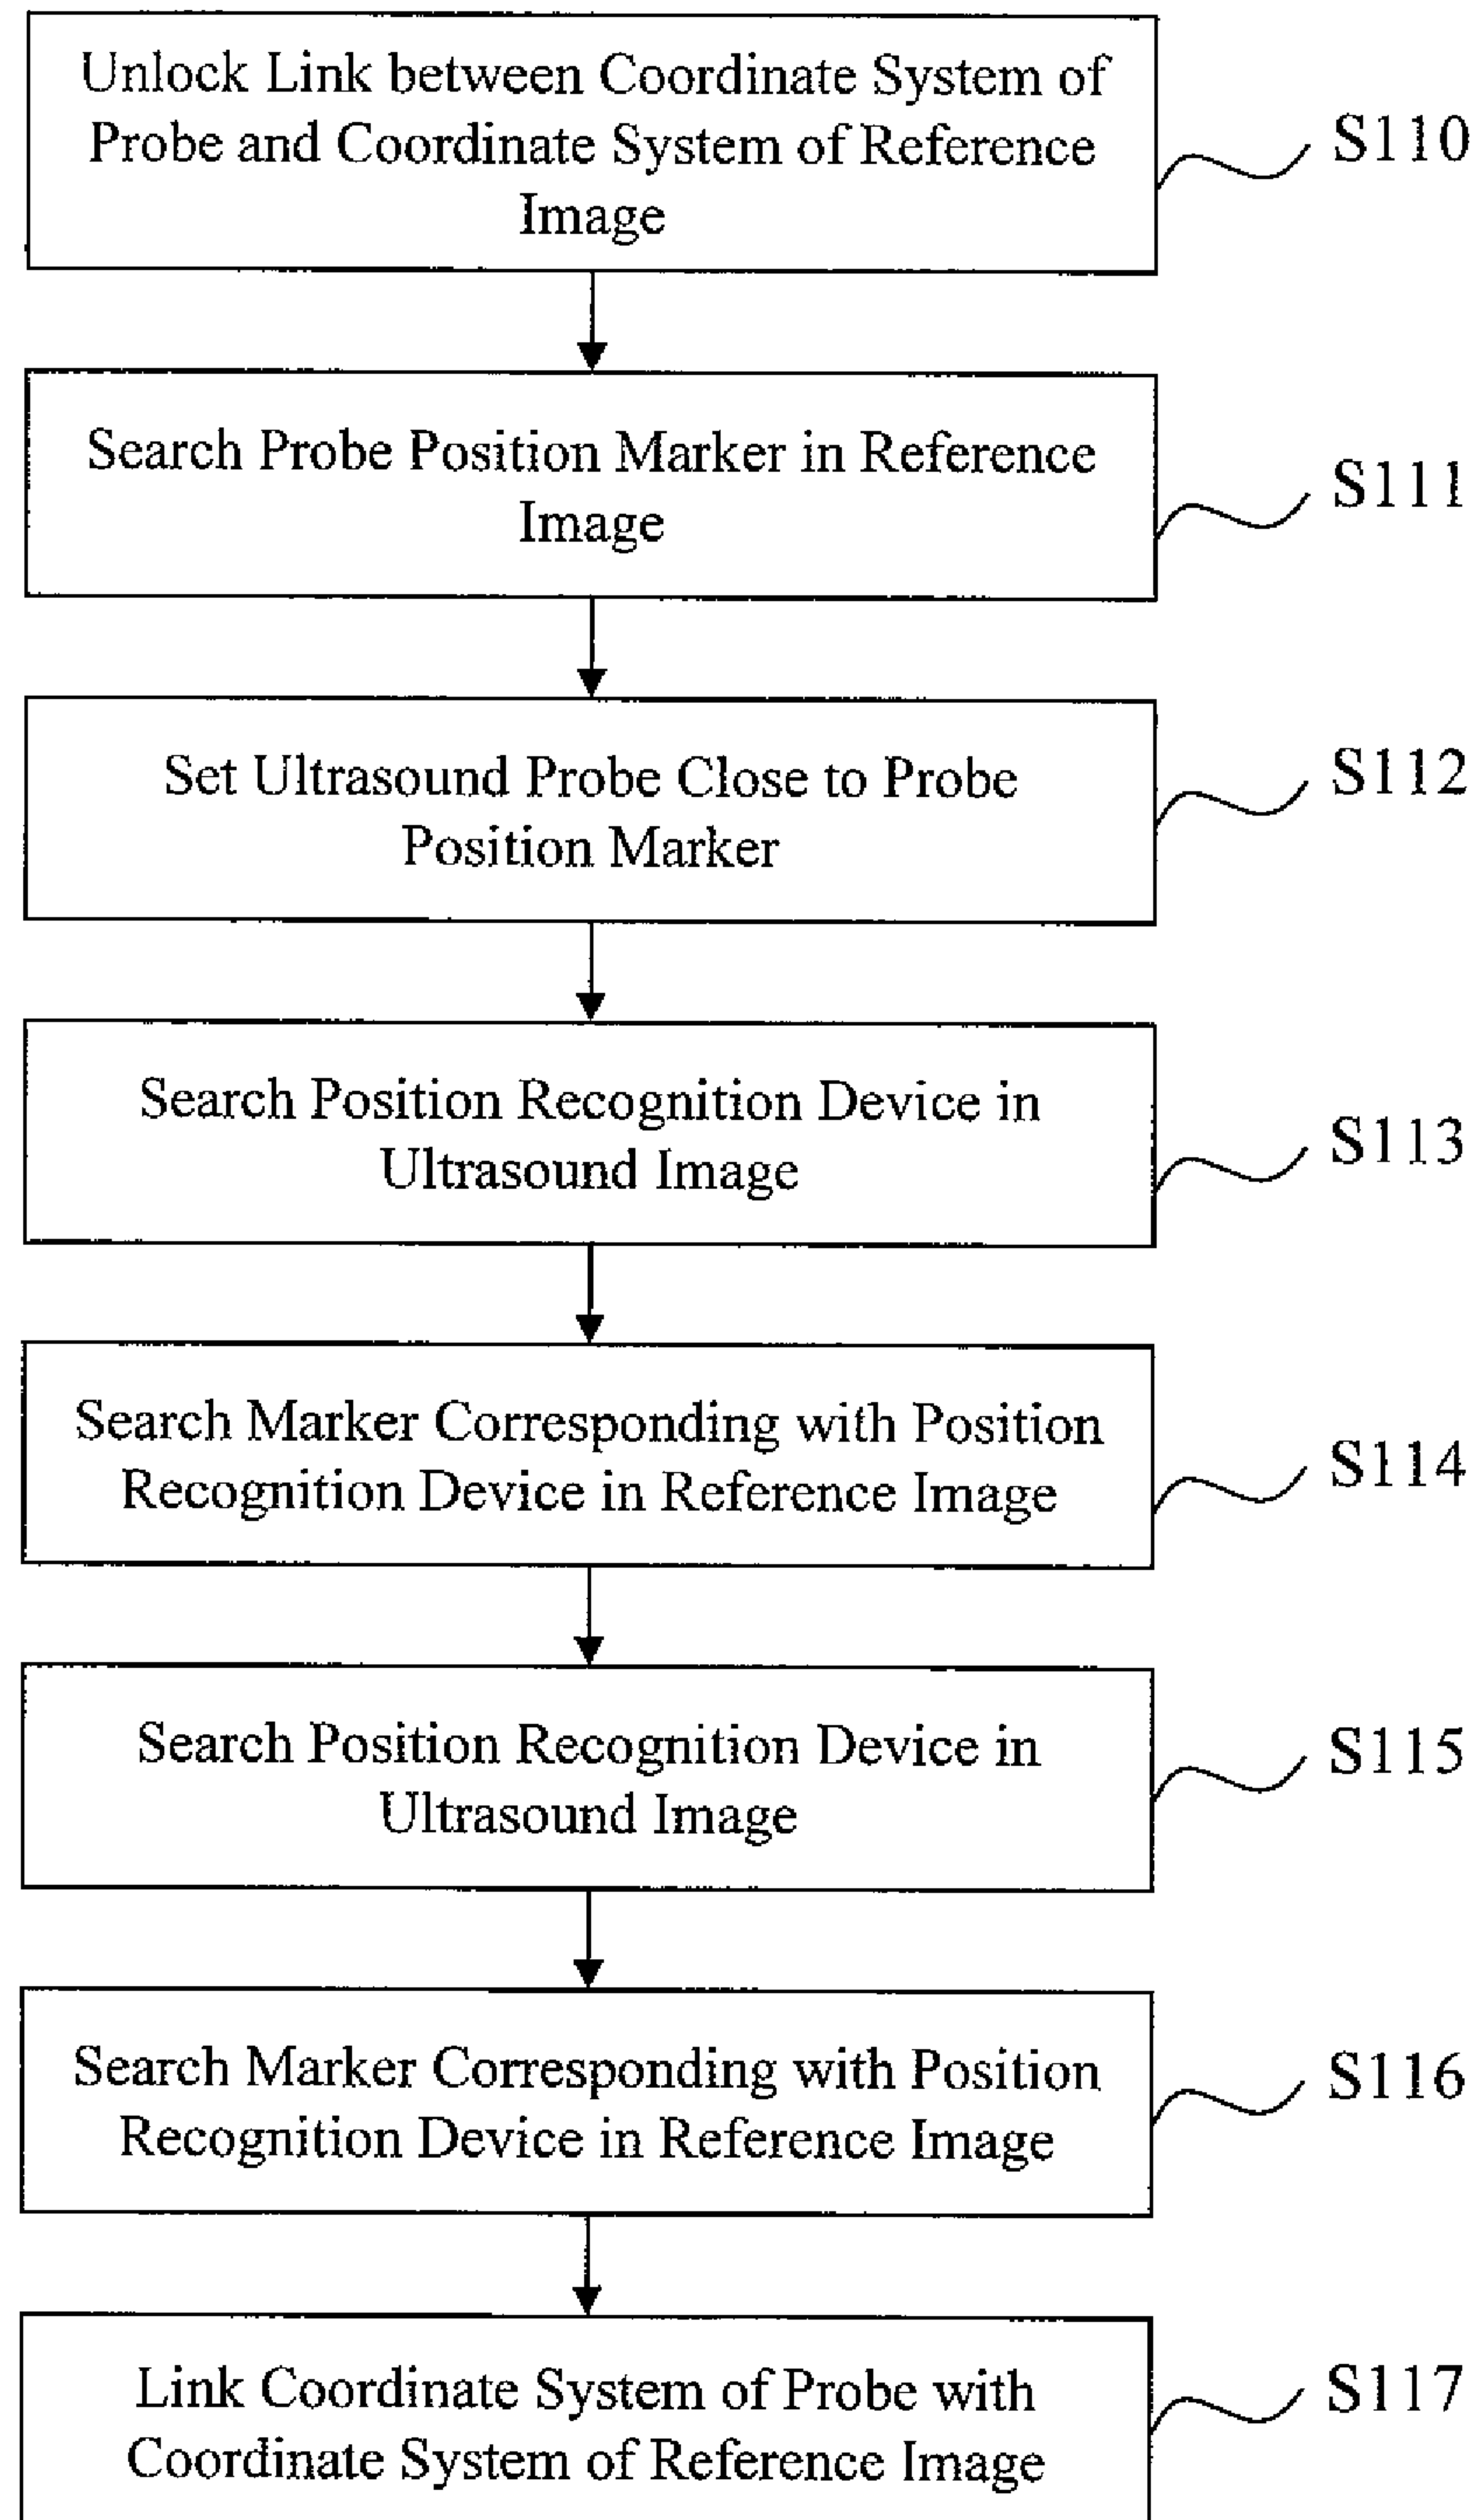 Unlock Link between Coordinate System of
Probe and Coordinate System of Reference
Image
S110
Search Probe Position Marker in Reference
Image
S111
Set Ultrasound Probe Close to Probe
Position Marker
S112
Search Position Recognition Device in
Ultrasound Image
S113
Search Marker Corresponding with Position
Recognition Device in Reference Image
S114
Search Position Recognition Device in
Ultrasound Image
S115
Search Marker Corresponding with Position
Recognition Device in Reference Image
S116
Link Coordinate System of Probe with
Coordinate System of Reference Image
S117